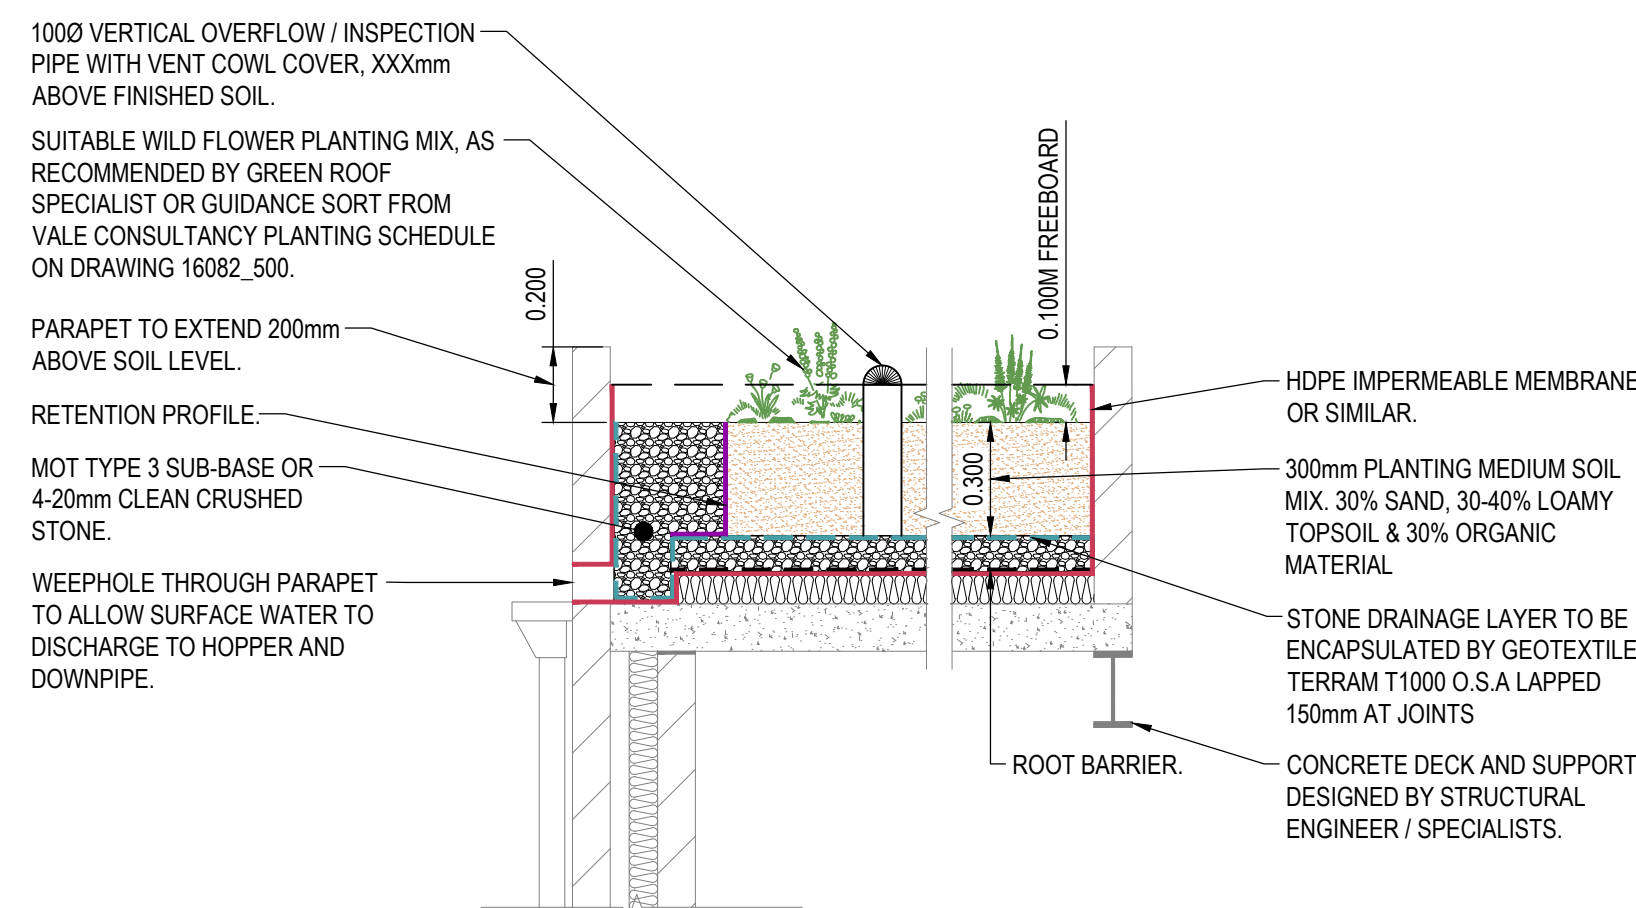 100Ø VERTICAL OVERFLOW / INSPECTION
PIPE WITH VENT COWL COVER, XXXmm
ABOVE FINISHED SOIL.
SUITABLE WILD FLOWER PLANTING MIX, AS
RECOMMENDED BY GREEN ROOF
SPECIALIST OR GUIDANCE SORT FROM
VALE CONSULTANCY PLANTING SCHEDULE
ON DRAWING 16082_500.
PARAPET TO EXTEND 200mm
ABOVE SOIL LEVEL.
RETENTION PROFILE.
MOT TYPE 3 SUB-BASE OR
4-20mm CLEAN CRUSHED
STONE.
WEEPHOLE THROUGH PARAPET
TO ALLOW SURFACE WATER TO
DISCHARGE TO HOPPER AND
DOWNPIPE.
0.200
0.100M FREEBOARD
0.300
HDPE IMPERMEABLE MEMBRANE
OR SIMILAR.
300mm PLANTING MEDIUM SOIL
MIX. 30% SAND, 30-40% LOAMY
TOPSOIL & 30% ORGANIC
MATERIAL
STONE DRAINAGE LAYER TO BE
ENCAPSULATED BY GEOTEXTILE
TERRAM T1000 O.S.A LAPPED
150mm AT JOINTS
ROOT BARRIER.
CONCRETE DECK AND SUPPORT
DESIGNED BY STRUCTURAL
ENGINEER / SPECIALISTS.